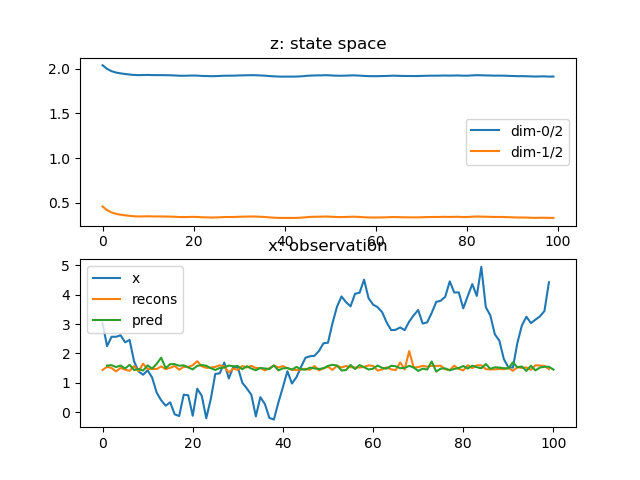 z: state space
2.0
1.5
1.0
0.5
dim-0/2
dim-1/2
0 20 40 60 80 100
x: observation
5
4
3
2
1
0
x
recons
pred
0 20 40 60 80 100